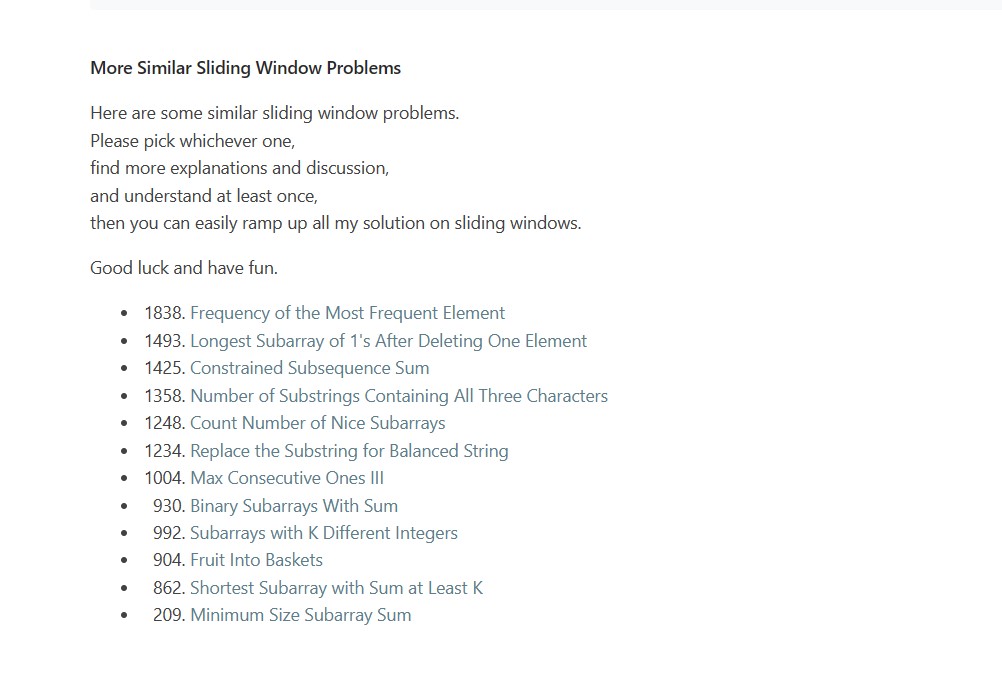 More Similar Sliding Window Problems
Here are some similar sliding window problems.
Please pick whichever one,
find more explanations and discussion,
and understand at least once,
then you can easily ramp up all my solution on sliding windows.
Good luck and have fun.
• 1838. Frequency of the Most Frequent Element
• 1493. Longest Subarray of 1's After Deleting One Element
• 1425. Constrained Subsequence Sum
• 1358. Number of Substrings Containing All Three Characters
• 1248. Count Number of Nice Subarrays
• 1234. Replace the Substring for Balanced String
• 1004. Max Consecutive Ones III
• 930. Binary Subarrays With Sum
• 992. Subarrays with K Different Integers
• 904. Fruit Into Baskets
• 862. Shortest Subarray with Sum at Least K
• 209. Minimum Size Subarray Sum